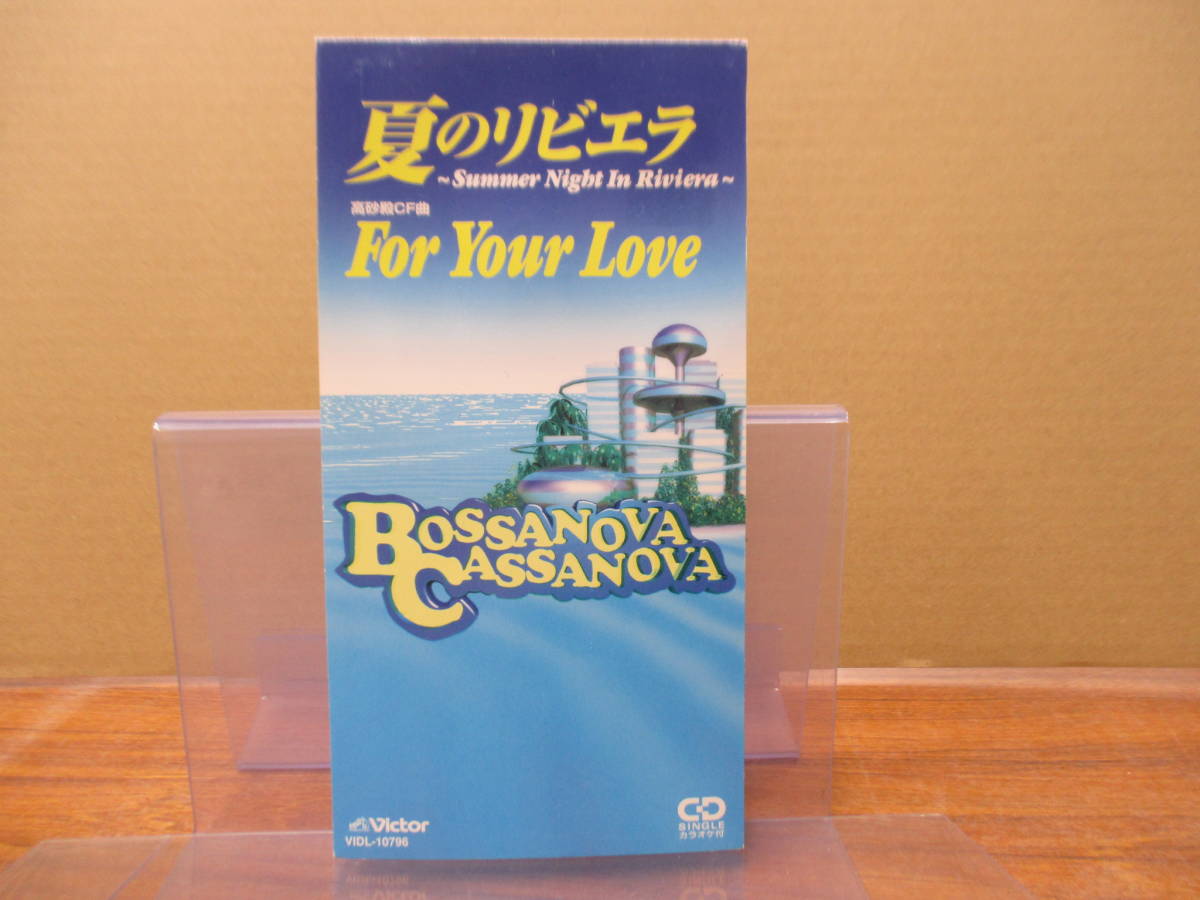 夏のリビエラ
~Summer Night In Riviera~
高砂殿CF曲
For Your Love
BOSSANOVA
CASSANOVA
Victor
VIDL-10796
CD
SINGLE
カラオケ付